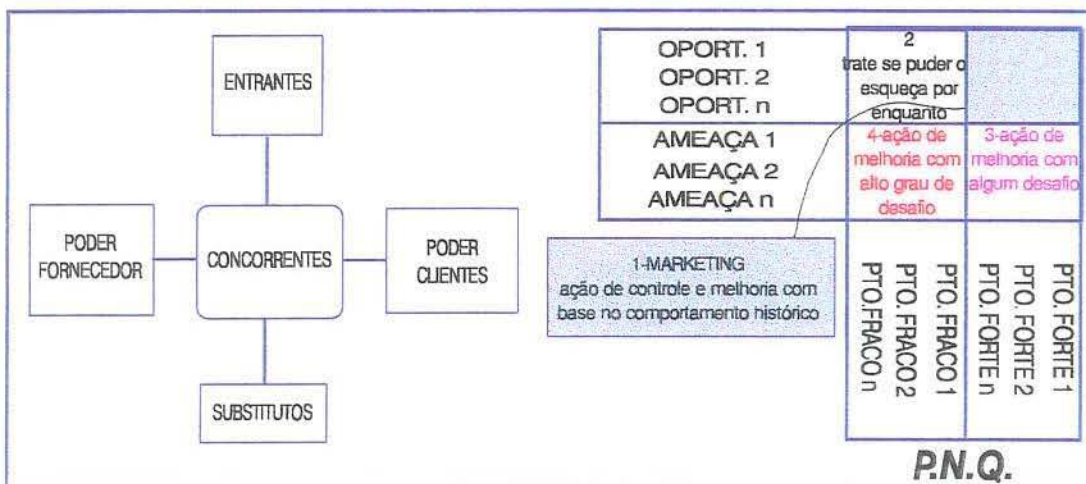 ENTRANTES
PODER
FORNECEDOR
CONCORRENTES
PODER
CLIENTES
SUBSTITUTOS
OPORT. 1
OPORT. 2
OPORT. n
2
trate se puder o
esqueça por
enquanto
AMEAÇA 1
AMEAÇA 2
AMEAÇA n
4-ação de
melhoria com
alto grau de
desafio
3-ação de
melhoria com
algum desafio
1-MARKETING
ação de controle e melhoria com
base no comportamento histórico
PTO.FRACO n
PTO.FRACO 2
PTO.FRACO 1
PTO.FORTE n
PTO.FORTE 2
PTO.FORTE 1
P.N.Q.